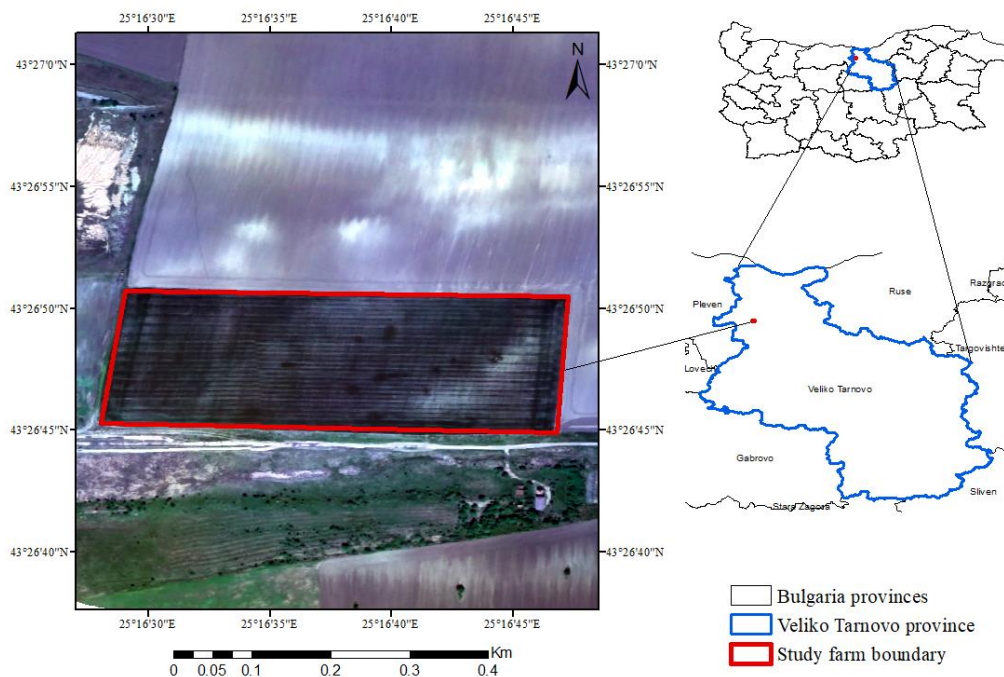 25°16'30"E 25°16'35"E 25°16'40"E 25°16'45"E
43°27'0"N 43°27'0"N
N
43°26'55"N 43°26'55"N
43°26'50"N 43°26'50"N
43°26'45"N 43°26'45"N
43°26'40"N 43°26'40"N
25°16'30"E 25°16'35"E 25°16'40"E 25°16'45"E
Km
0 0.05 0.1 0.2 0.3 0.4
Razgrad
Ruse
Pleven
Targovishte
Lovech
Veliko Tarnovo
Gabrovo
Sliven
Stara Zagora
Bulgaria provinces
Veliko Tarnovo province
Study farm boundary